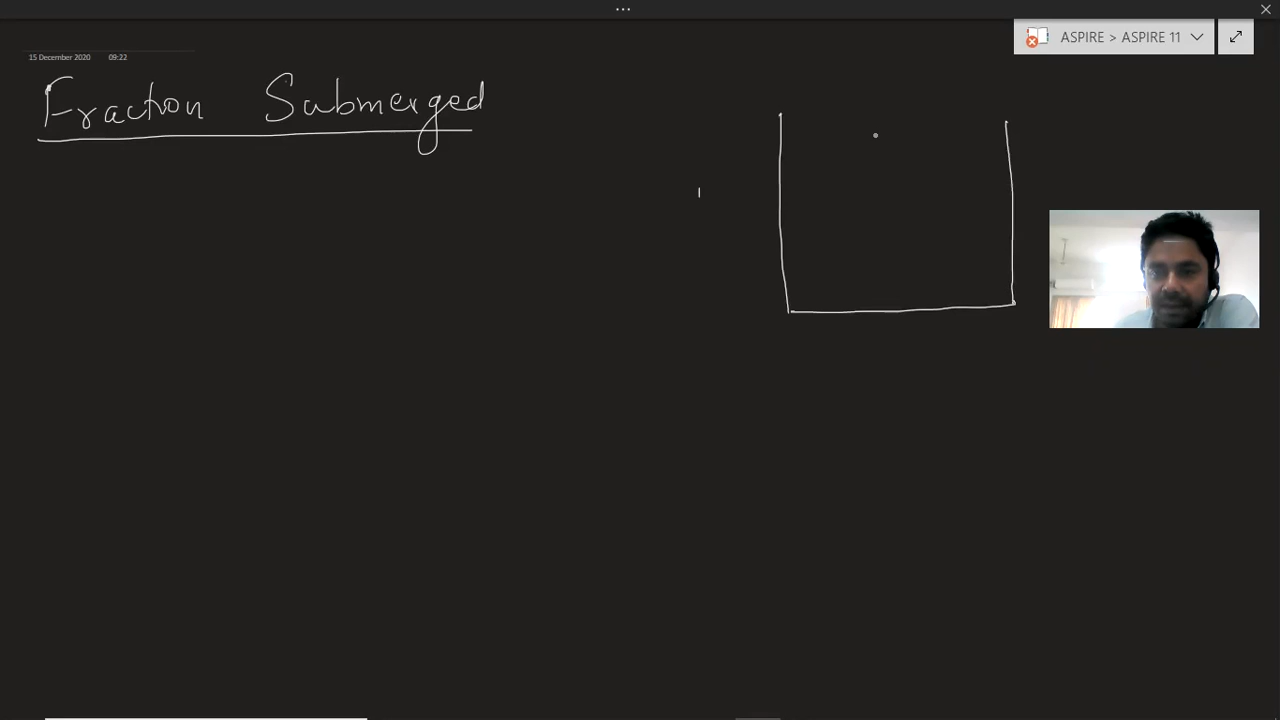 ASPIRE > ASPIRE 11
15 December 2020 09:22
Fraction Submerged